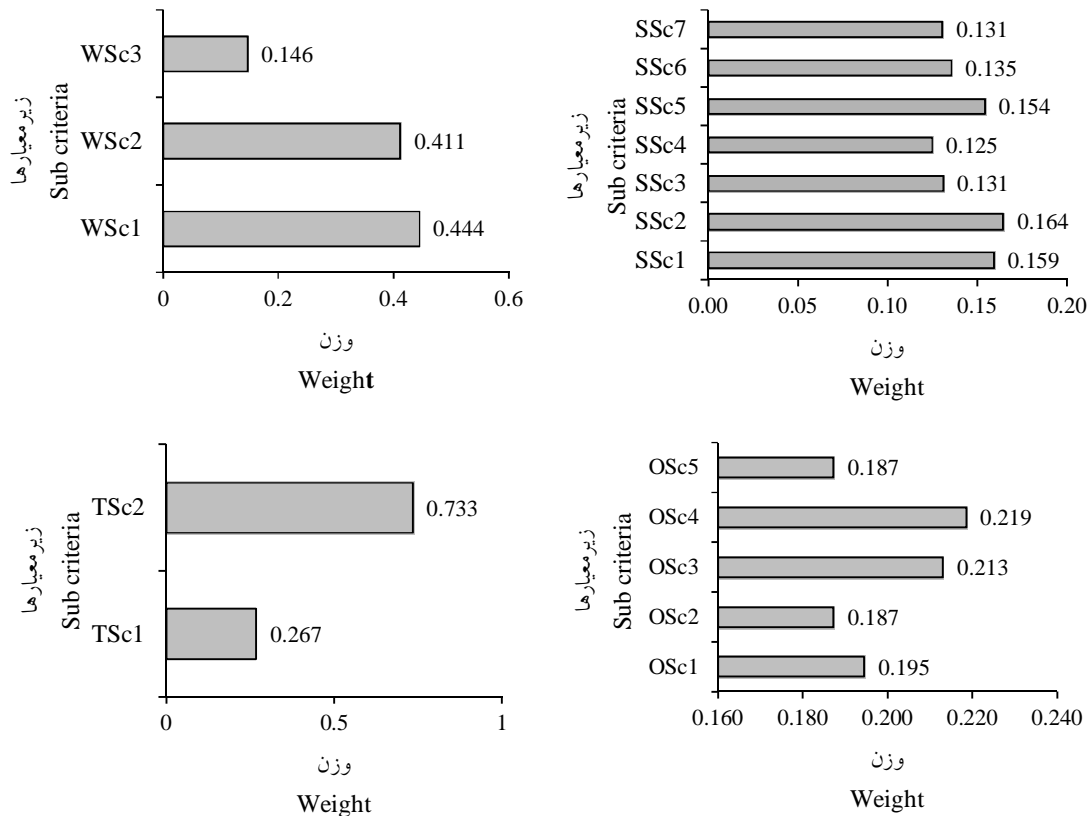 WSc3
0.146
WSc2
0.411
WSc1
0.444
0
0.2
0.4
0.6
زیرمعیارها
Sub criteria
وزن
Weight
SSc7
0.131
SSc6
0.135
SSc5
0.154
SSc4
0.125
SSc3
0.131
SSc2
0.164
SSc1
0.159
0.00
0.05
0.10
0.15
0.20
زیرمعیارها
Sub criteria
وزن
Weight
TSc2
0.733
TSc1
0.267
0
0.5
1
زیرمعیارها
Sub criteria
وزن
Weight
OSc5
0.187
OSc4
0.219
OSc3
0.213
OSc2
0.187
OSc1
0.195
0.160
0.180
0.200
0.220
0.240
زیرمعیارها
Sub criteria
وزن
Weight